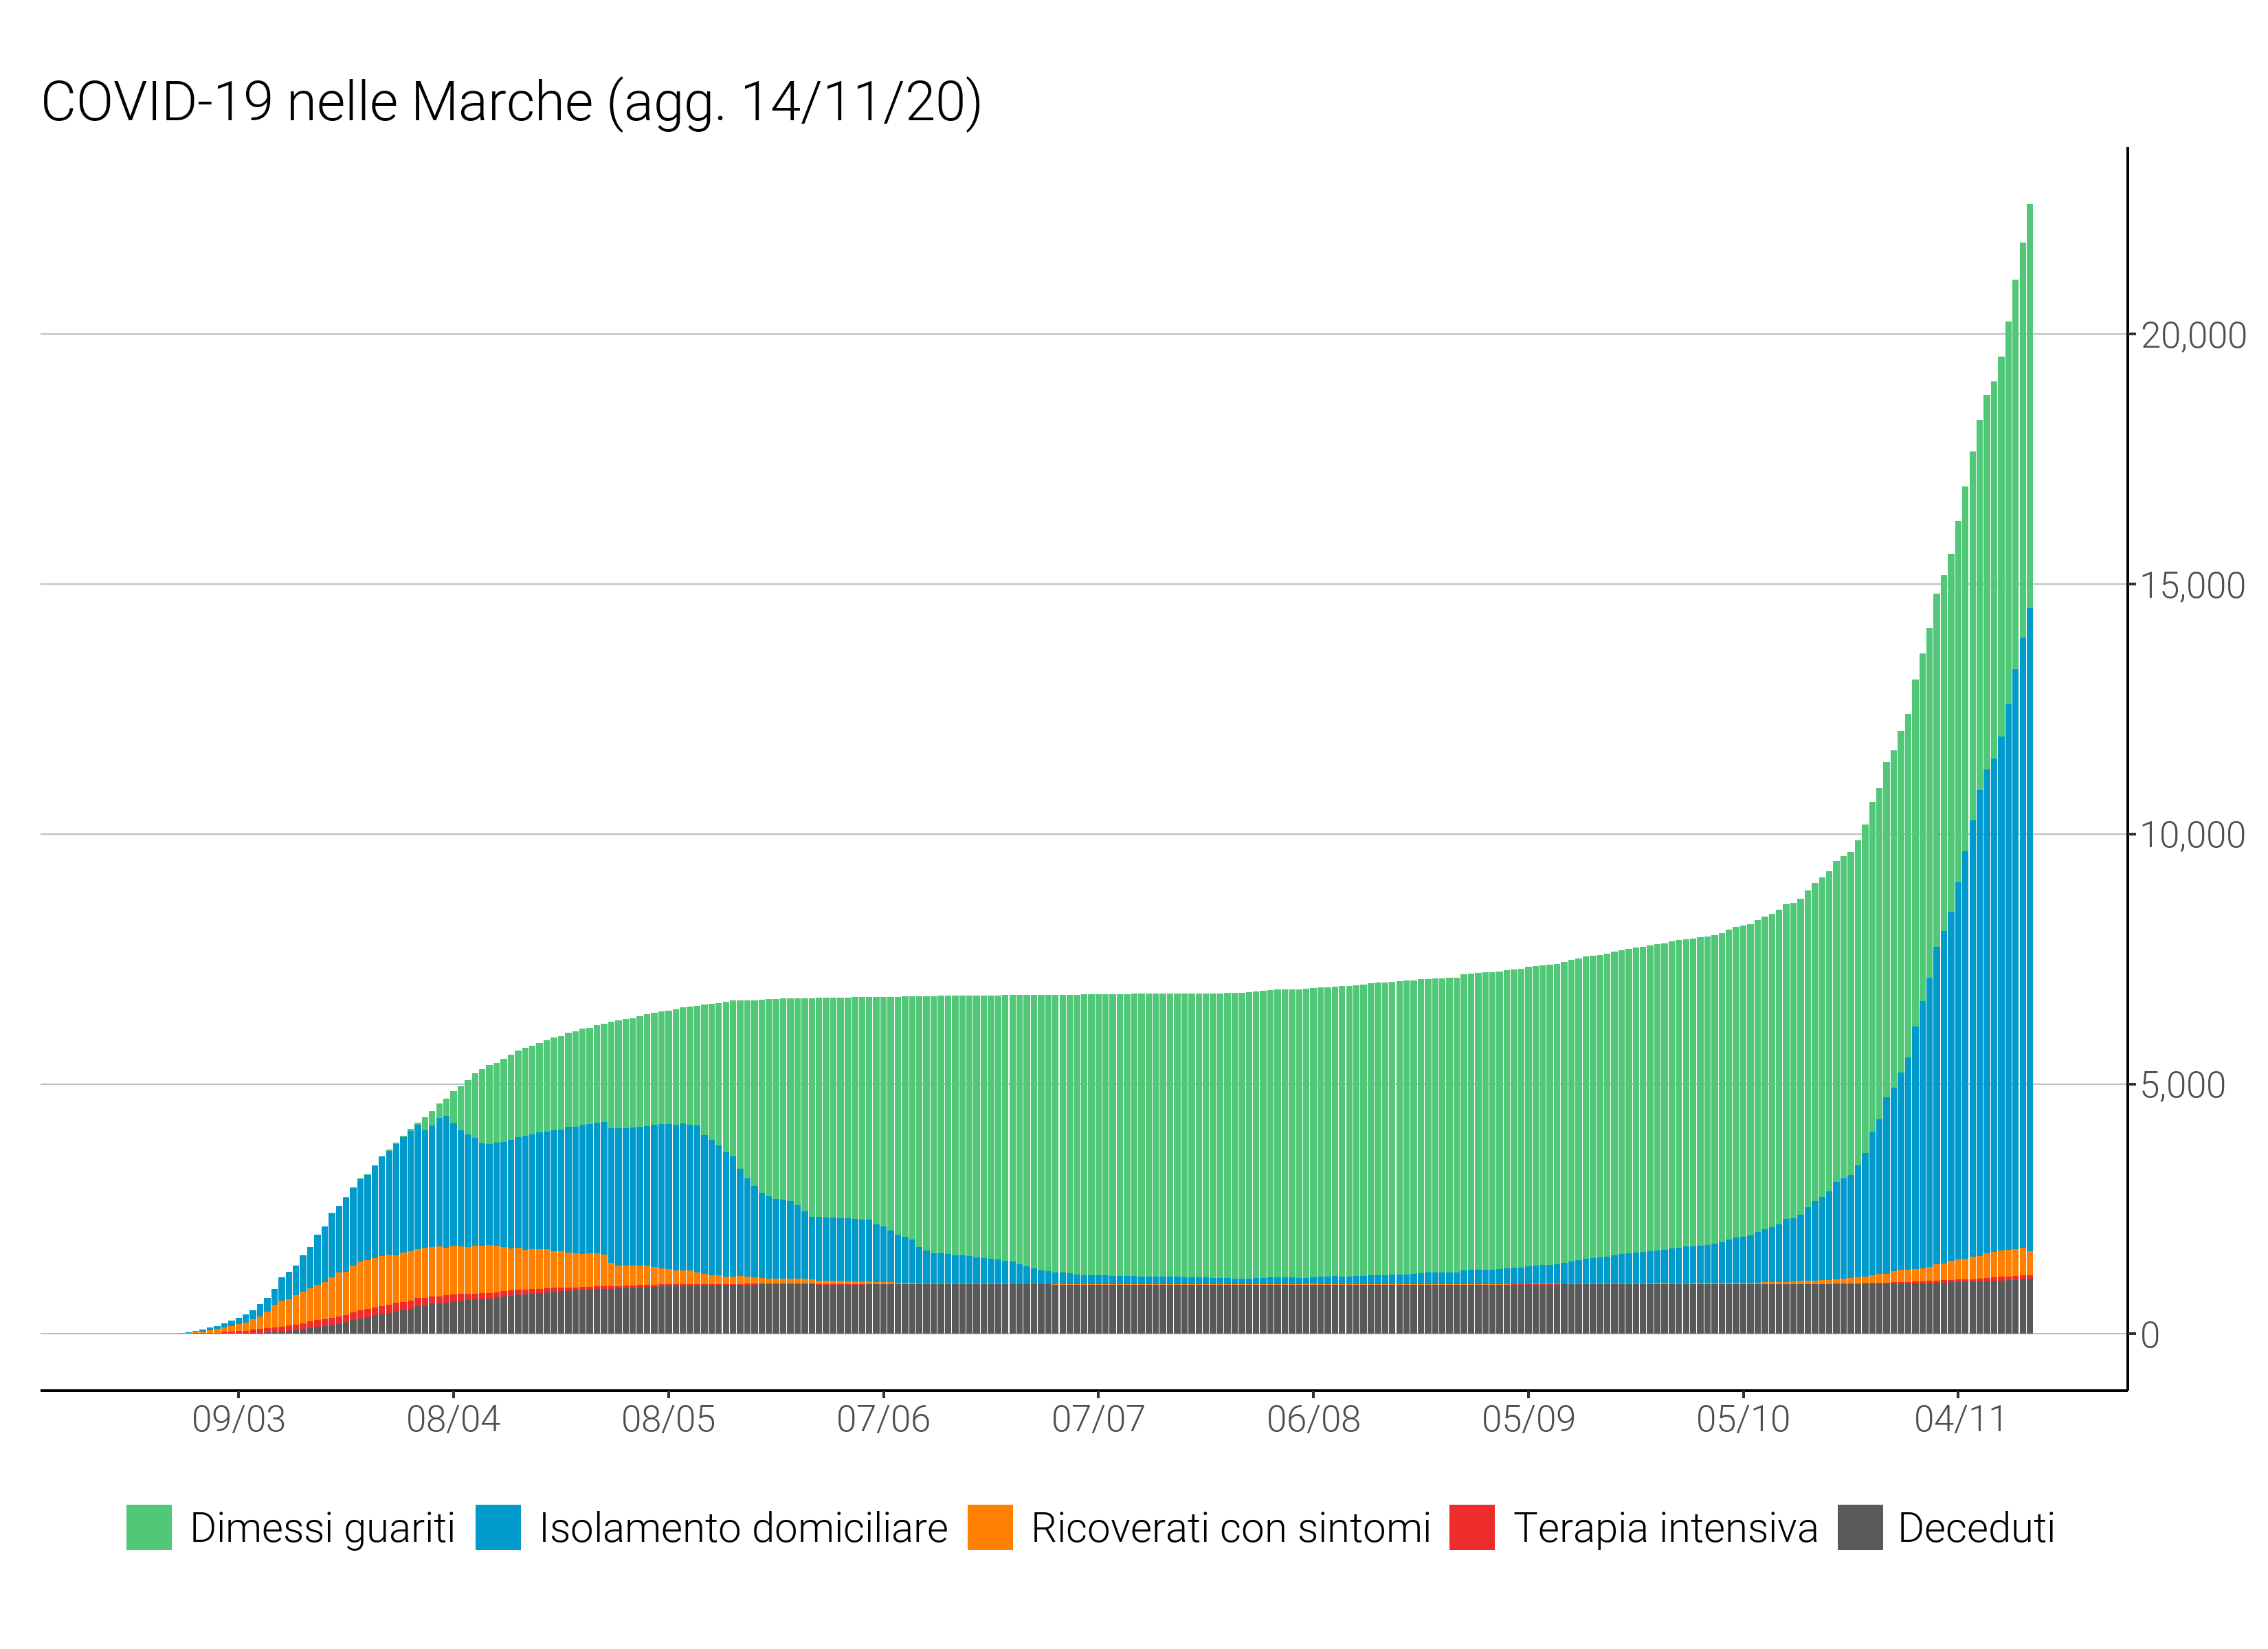 COVID-19 nelle Marche (agg. 14/11/20)
20,000
15,000
10,000
5,000
0
09/03 08/04 08/05 07/06 07/07 06/08 05/09 05/10 04/11
Dimessi guariti Isolamento domiciliare Ricoverati con sintomi Terapia intensiva Deceduti